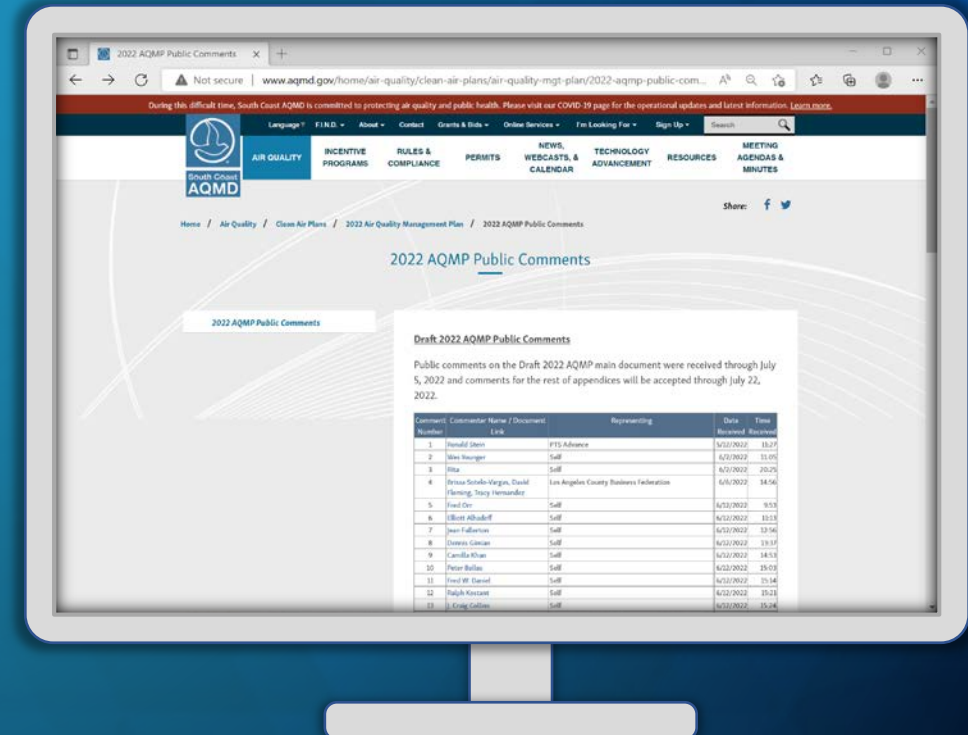 2022 AQMP Public Comments
Not secure | www.aqmd.gov/home/air-quality/clean-air-plans/air-quality-mgt-plan/2022-aqmp-public-com...
During this difficult time, South Coast AQMD is committed to protecting air quality and public health. Please visit our COVID-19 page for the operational updates and latest information. Learn more.
Language F.I.N.D. About Contact Grants & Bids Online Services I'm Looking For Sign Up Search
South Coast
AQMD
AIR QUALITY
INCENTIVE
PROGRAMS
RULES &
COMPLIANCE
PERMITS
NEWS,
WEBCASTS, &
CALENDAR
TECHNOLOGY
ADVANCEMENT
RESOURCES
MEETING
AGENDAS &
MINUTES
Share:
Home / Air Quality / Clean Air Plans / 2022 Air Quality Management Plan / 2022 AQMP Public Comments
2022 AQMP Public Comments
2022 AQMP Public Comments
Draft 2022 AQMP Public Comments
Public comments on the Draft 2022 AQMP main document were received through July
5, 2022 and comments for the rest of appendices will be accepted through July 22,
2022.
Comment Number Commenter Name / Document Link Representing Date Received Time Received
1 Ronald Stein PTS Advance 5/12/2022
2 Wes Younger Self 6/2/2022 11:05
3 Rita Self 6/2/2022 20:25
4 Sotelo-Vargas, David Los Angeles County Business Federation 6/6/2022 14:56
Fleming, Tracy Hernandez
5 Fred Orr Self 6/12/2022 9:53
6 Elliott Self 6/12/2022
7 Jean Fullerton Self 6/12/2022 12:56
8 Dennis Self 6/12/2022 13:37
9 Camilla Khan Self 6/12/2022 14:53
10 Peter Self 6/12/2022 15:03
11 Fred W. Daniel Self 6/12/2022 15:14
12 Ralph Self 6/12/2022 15:21
13 J. Craig Self 6/12/2022 15:24